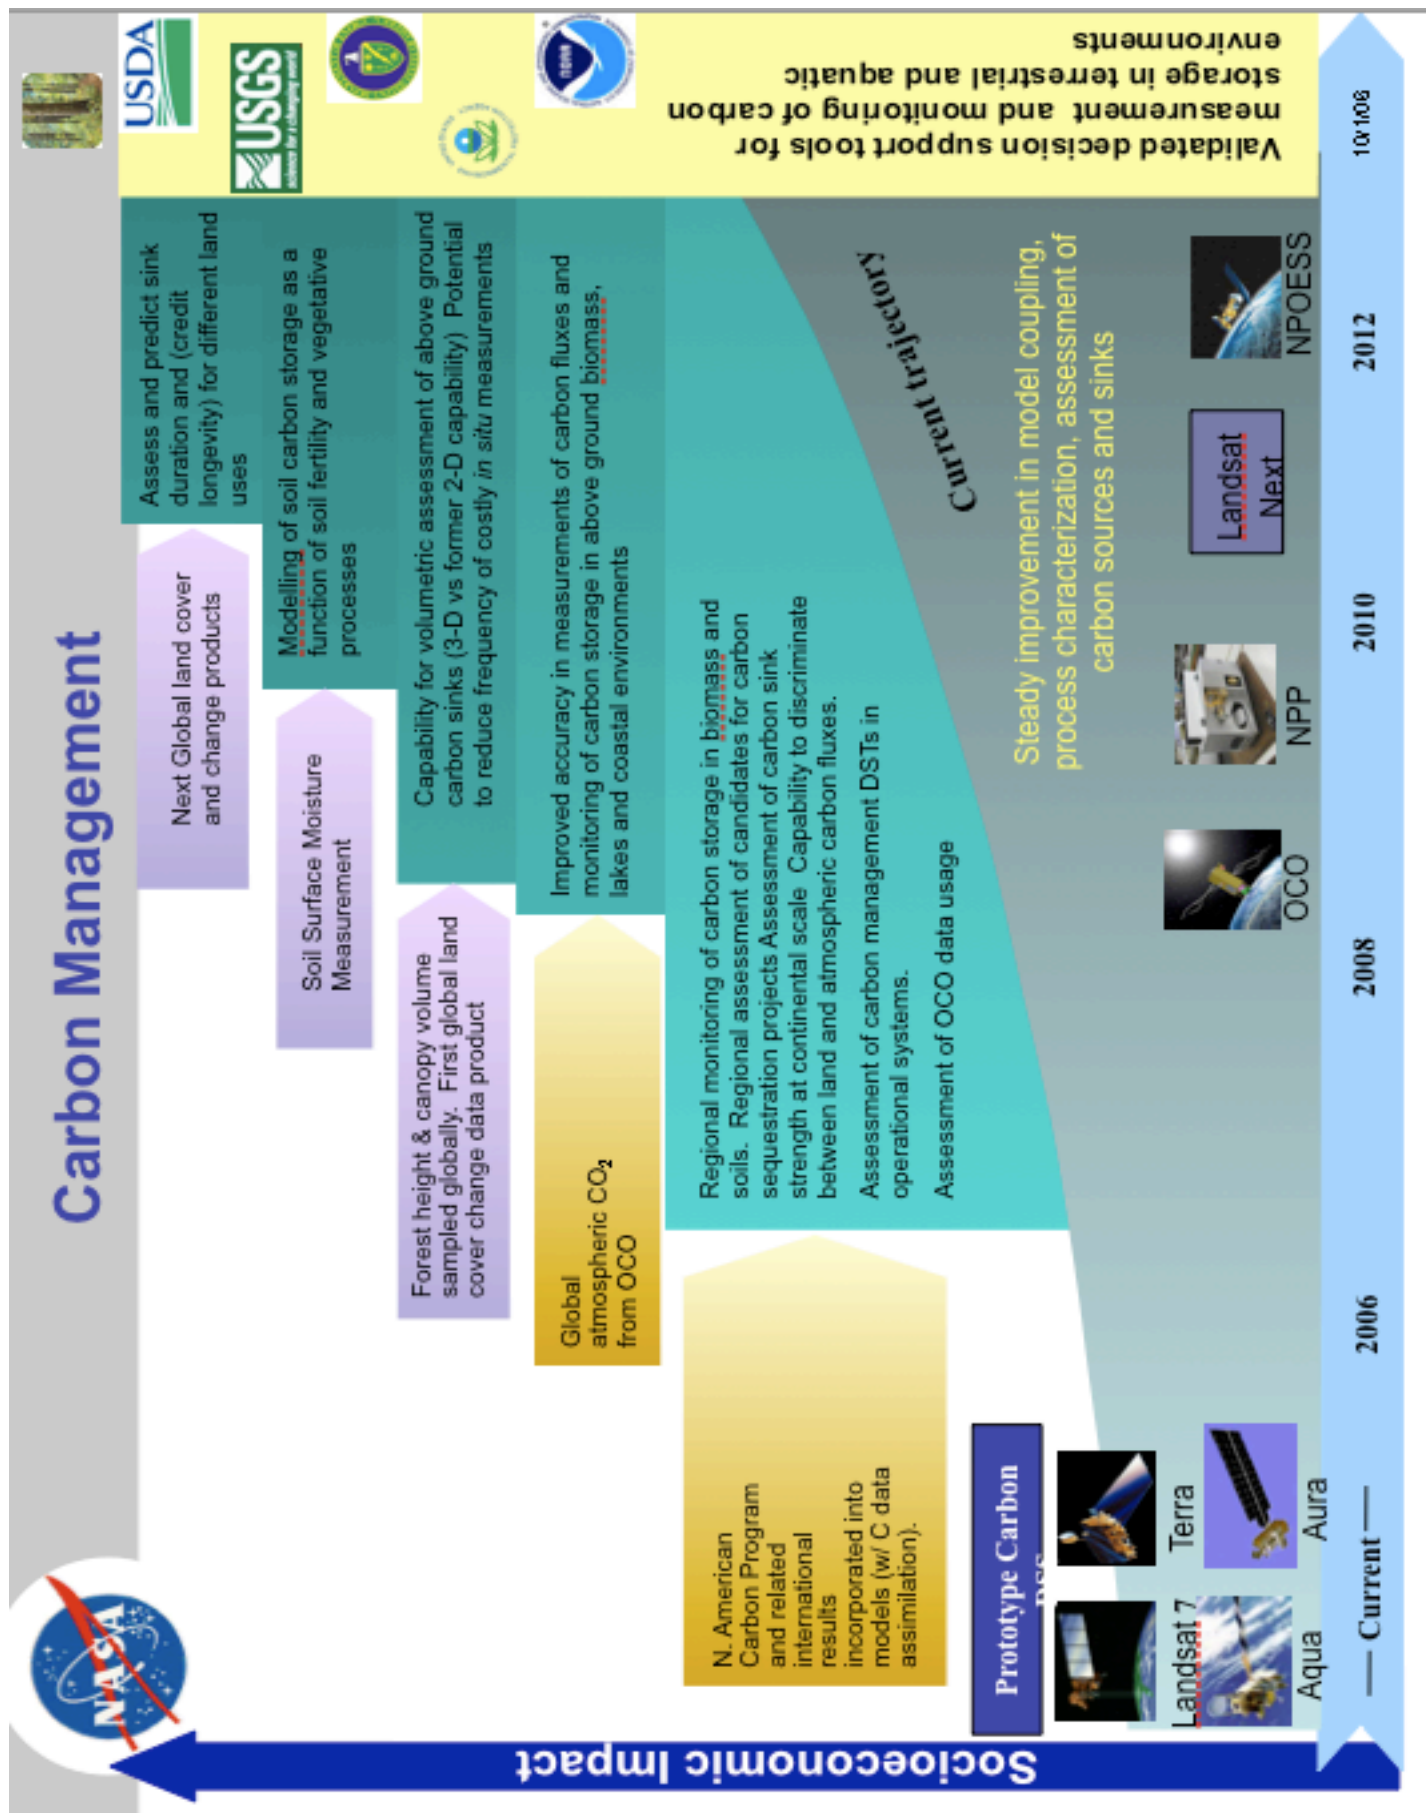 Carbon Management
NASA
USDA
USGS
science for a changing world
noaa
Socioeconomic Impact
Next Global land cover
and change products
Assess and predict sink
duration and (credit
longevity) for different land
uses
Soil Surface Moisture
Measurement
Modelling of soil carbon storage as a
function of soil fertility and vegetative
processes
Forest height & canopy volume
sampled globally. First global land
cover change data product
Capability for volumetric assessment of above ground
carbon sinks (3-D vs former 2-D capability) Potential
to reduce frequency of costly in situ measurements
Global
atmospheric CO₂
from OCO
Improved accuracy in measurements of carbon fluxes and
monitoring of carbon storage in above ground biomass,
lakes and coastal environments
N. American
Carbon Program
and related
international
results
incorporated into
models (w/ C data
assimilation).
Regional monitoring of carbon storage in biomass and
soils. Regional assessment of candidates for carbon
sequestration projects Assessment of carbon sink
strength at continental scale Capability to discriminate
between land and atmospheric carbon fluxes.
Assessment of carbon management DSTs in
operational systems.
Assessment of OCO data usage
Validated decision support tools for
measurement and monitoring of carbon
storage in terrestrial and aquatic
environments
Current trajectory
Steady improvement in model coupling,
process characterization, assessment of
carbon sources and sinks
Prototype Carbon
DSS
Landsat 7
Terra
Aqua
Aura
OCO
NPP
Landsat
Next
NPOESS
Current
2006
2008
2010
2012
10/1/06